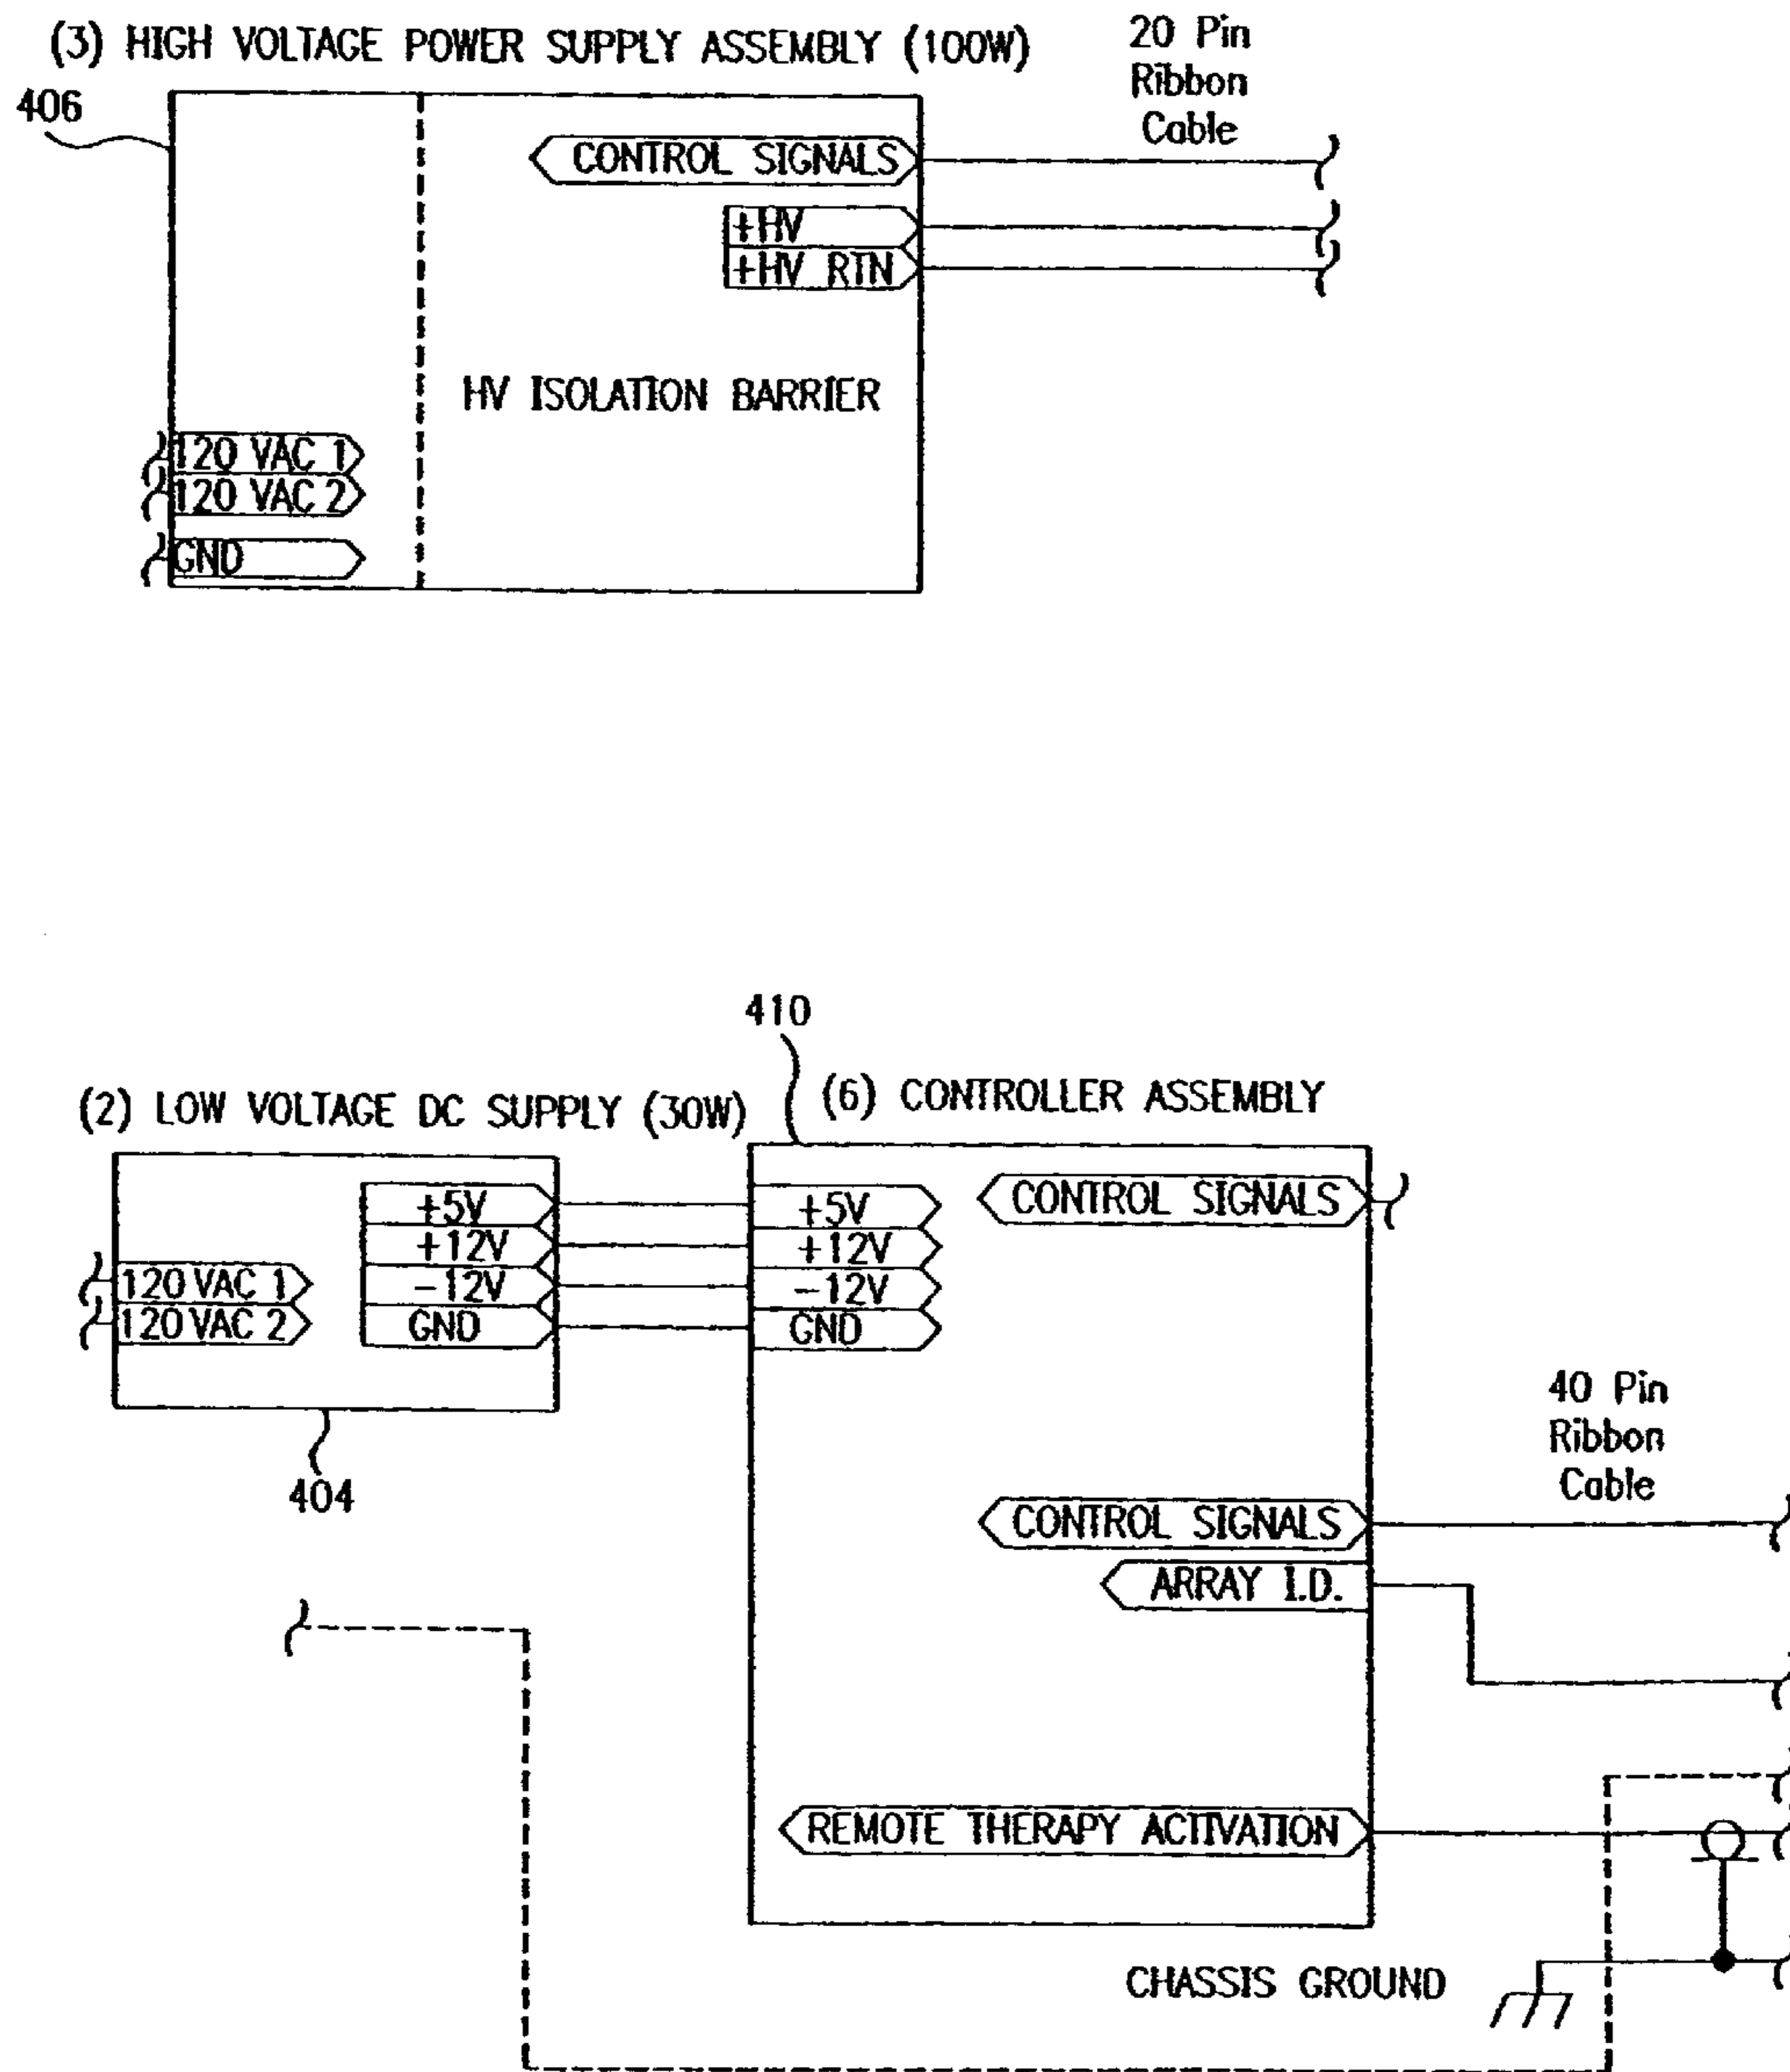 (3) HIGH VOLTAGE POWER SUPPLY ASSEMBLY (100W)
20 Pin
Ribbon
Cable
406
CONTROL SIGNALS
+HV
+HV RTN
HV ISOLATION BARRIER
120 VAC 1
120 VAC 2
GND
410
(2) LOW VOLTAGE DC SUPPLY (30W)
(6) CONTROLLER ASSEMBLY
+5V
+12V
-12V
GND
120 VAC 1
120 VAC 2
404
+5V
+12V
-12V
GND
CONTROL SIGNALS
40 Pin
Ribbon
Cable
CONTROL SIGNALS
ARRAY I.D.
REMOTE THERAPY ACTIVATION
CHASSIS GROUND